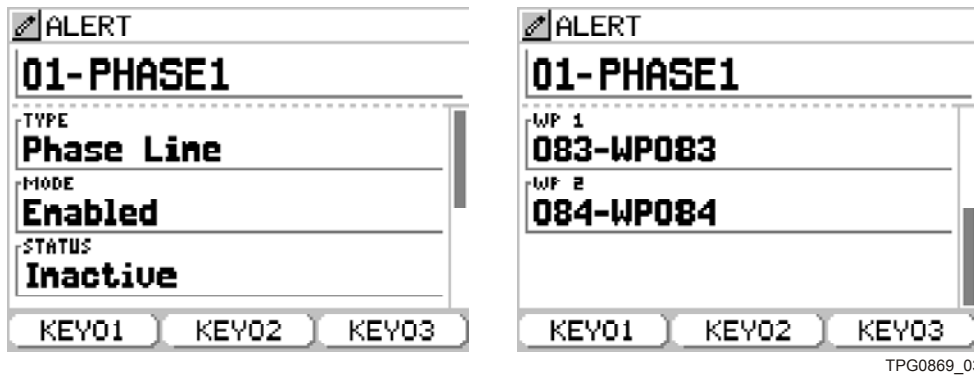 ALERT
01-PHASE1
TYPE
Phase Line
MODE
Enabled
STATUS
Inactive
KEY01 KEY02 KEY03
ALERT
01-PHASE1
WP 1
083-WP083
WP 2
084-WP084
KEY01 KEY02 KEY03
TPG0869_03